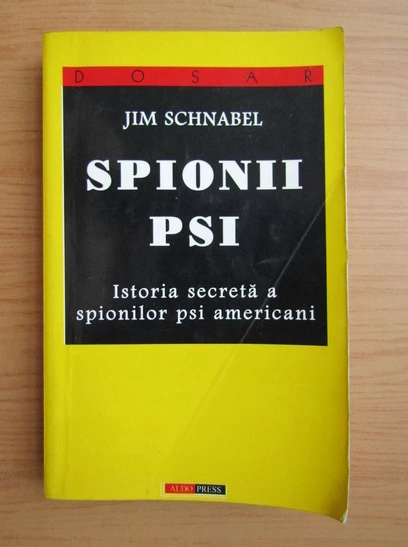 DOSAR
JIM SCHNABEL
SPIONII
PSI
Istoria secretă a
spionilor psi americani
ALDO PRESS